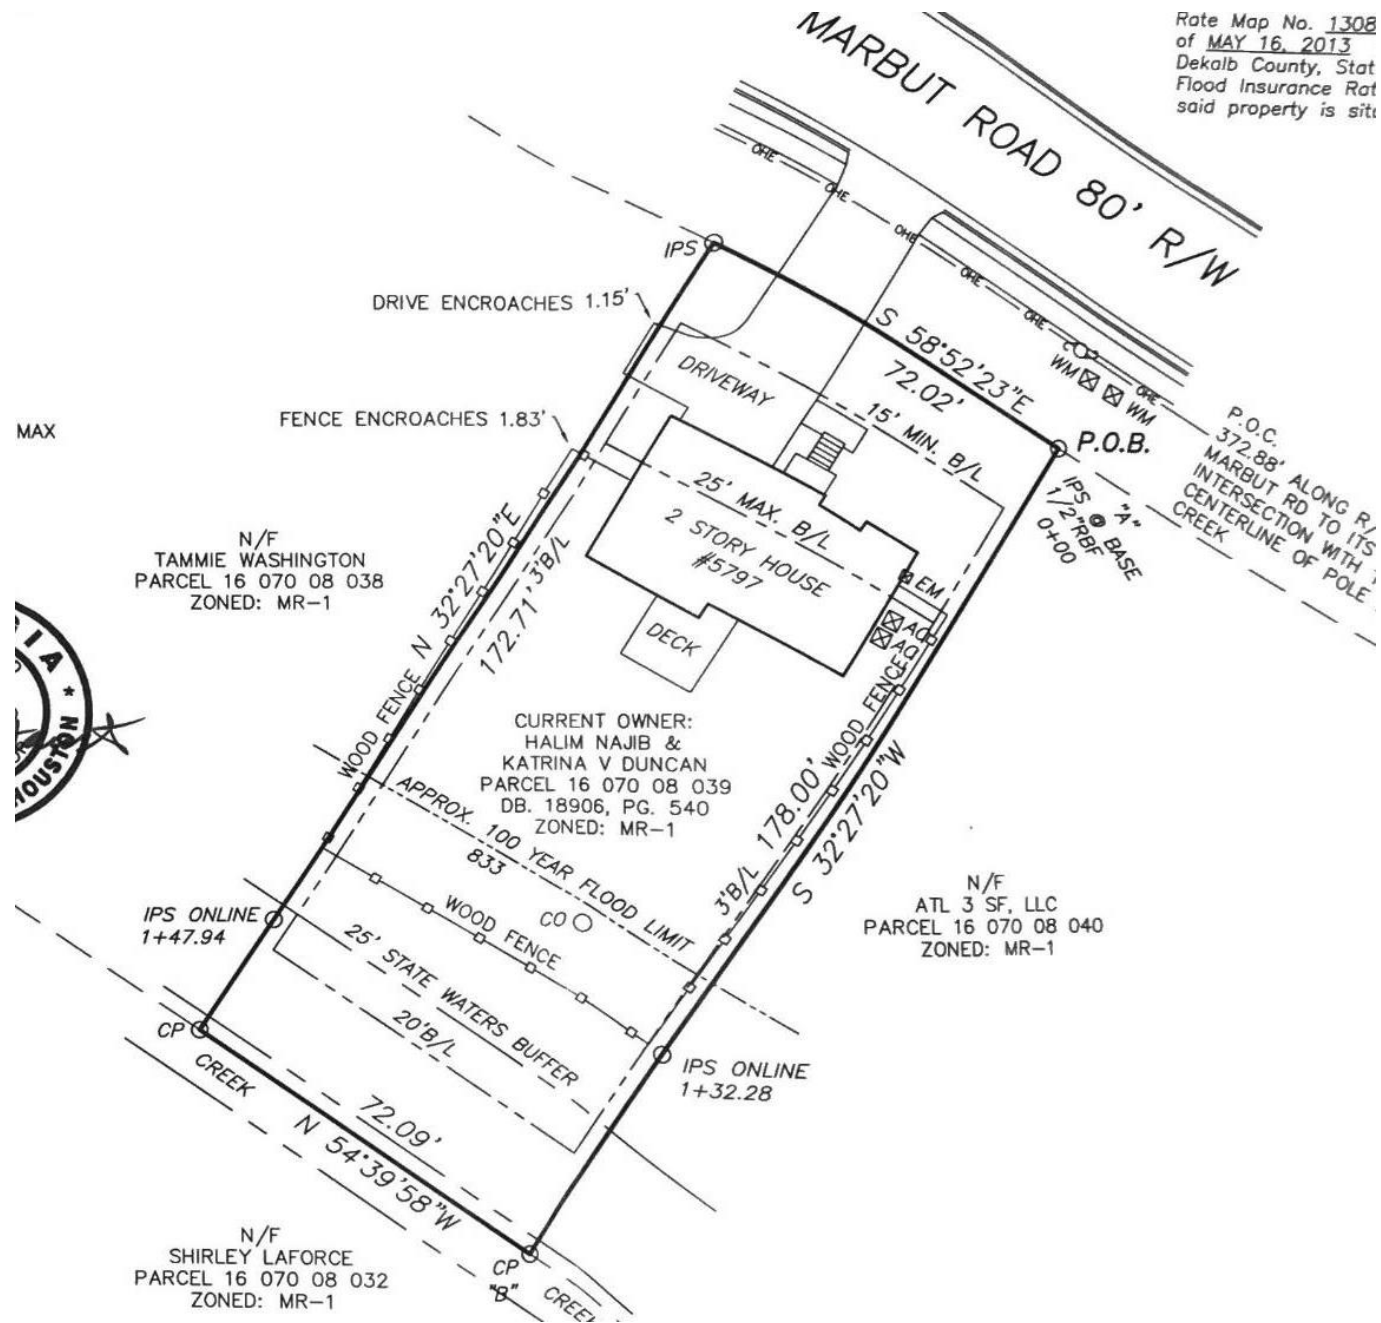 Rate Map No. 1308
of MAY 16, 2013
Dekalb County, Stat
Flood Insurance Rat
said property is situ
MARBUT ROAD 80' R/W
OHE
OHE
OHE
OHE
OHE
OHE
IPS
DRIVE ENCROACHES 1.15'
S 58°52'23"E
72.02'
WM
WM
DRIVEWAY
15' MIN. B/L
FENCE ENCROACHES 1.83'
P.O.B.
P.O.C.
372.88' ALONG R/
MARBUT RD TO ITS
INTERSECTION WITH
CENTERLINE OF POLE
CREEK
"A"
IPS @ BASE
1/2"RBF
0+00
MAX
25' MAX. B/L
2 STORY HOUSE
#5797
EM
AC
AC
DECK
N/F
TAMMIE WASHINGTON
PARCEL 16 070 08 038
ZONED: MR-1
N 32°27'20"E
172.71'
3'B/L
WOOD FENCE
IA *
HOUSTON
CURRENT OWNER:
HALIM NAJIB &
KATRINA V DUNCAN
PARCEL 16 070 08 039
DB. 18906, PG. 540
ZONED: MR-1
WOOD FENCE
3'B/L
178.00'
S 32°27'20"W
APPROX. 100 YEAR FLOOD LIMIT
833
N/F
ATL 3 SF, LLC
PARCEL 16 070 08 040
ZONED: MR-1
IPS ONLINE
1+47.94
WOOD FENCE
CO
25' STATE WATERS BUFFER
20'B/L
CP
CREEK
IPS ONLINE
1+32.28
72.09'
N 54°39'58"W
N/F
SHIRLEY LAFORCE
PARCEL 16 070 08 032
ZONED: MR-1
CP
"B"
CREEK